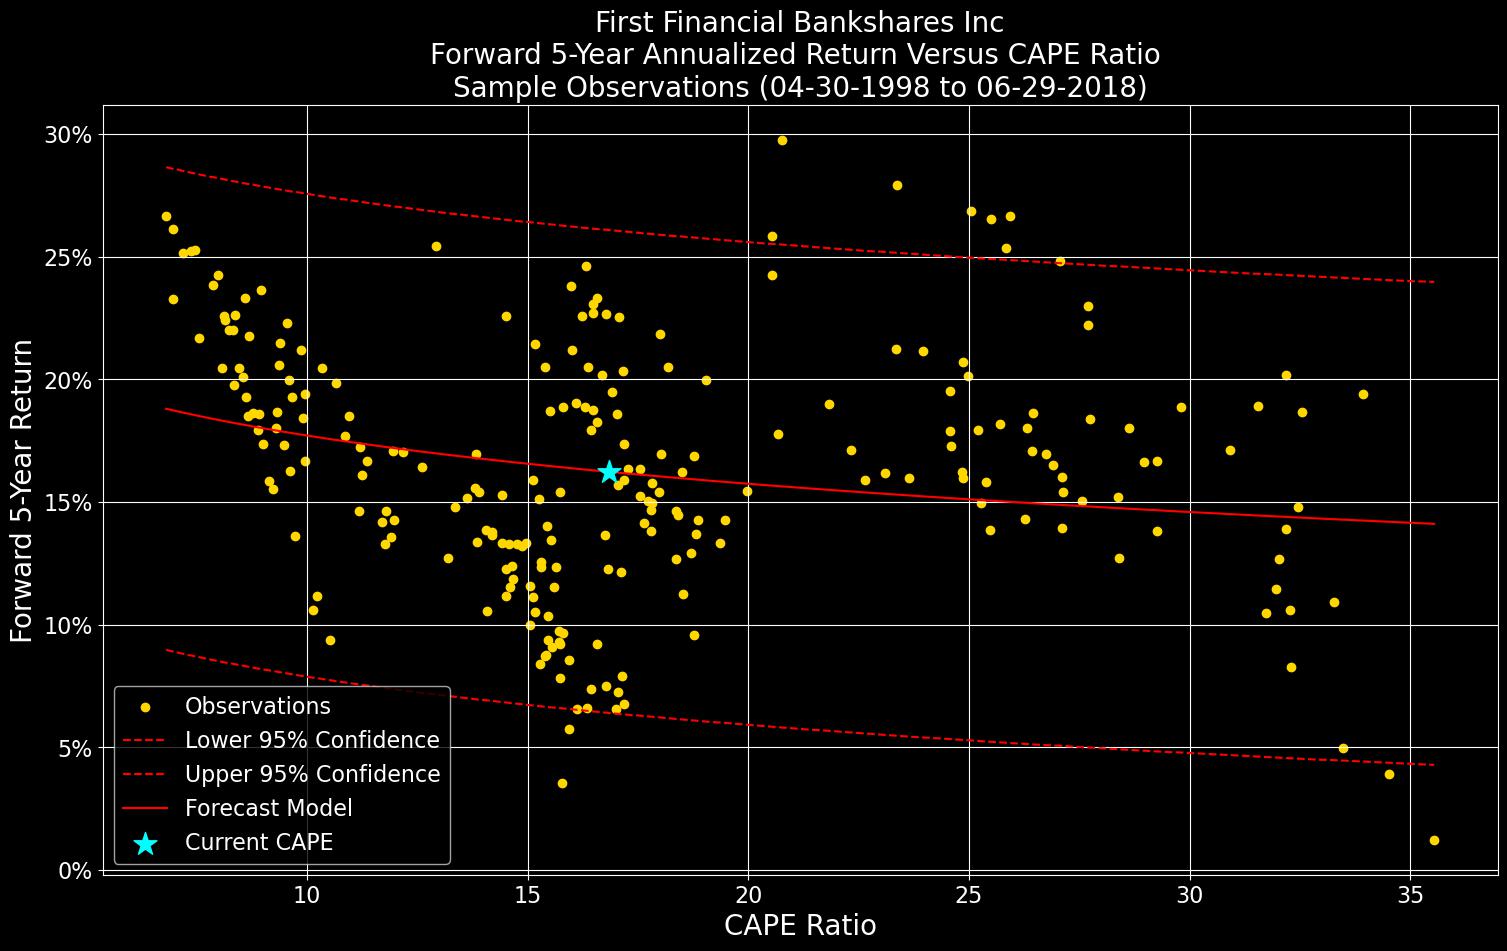 First Financial Bankshares Inc
Forward 5-Year Annualized Return Versus CAPE Ratio
Sample Observations (04-30-1998 to 06-29-2018)
Forward 5-Year Return
30%
25%
20%
15%
10%
5%
0%
Observations
Lower 95% Confidence
Upper 95% Confidence
Forecast Model
Current CAPE
10 15 20 25 30 35
CAPE Ratio